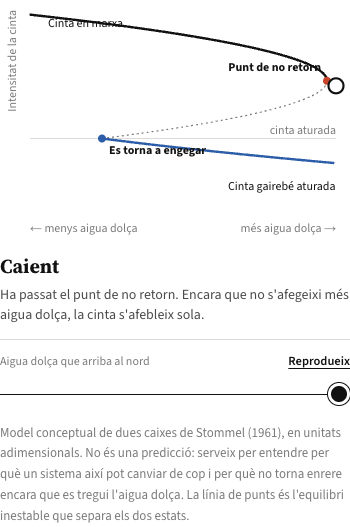 Intensitat de la cinta
Cinta en marxa
Punt de no retorn
cinta aturada
Es torna a engegar
Cinta gairebé aturada
← menys aigua dolça
més aigua dolça →
Caient
Ha passat el punt de no retorn. Encara que no s'afegeixi més
aigua dolça, la cinta s'afebleix sola.
Aigua dolça que arriba al nord
Reprodueix
Model conceptual de dues caixes de Stommel (1961), en unitats
adimensionals. No és una predicció: serveix per entendre per
què un sistema així pot canviar de cop i per què no torna enrere
encara que es tregui l'aigua dolça. La línia de punts és l'equilibri
inestable que separa els dos estats.